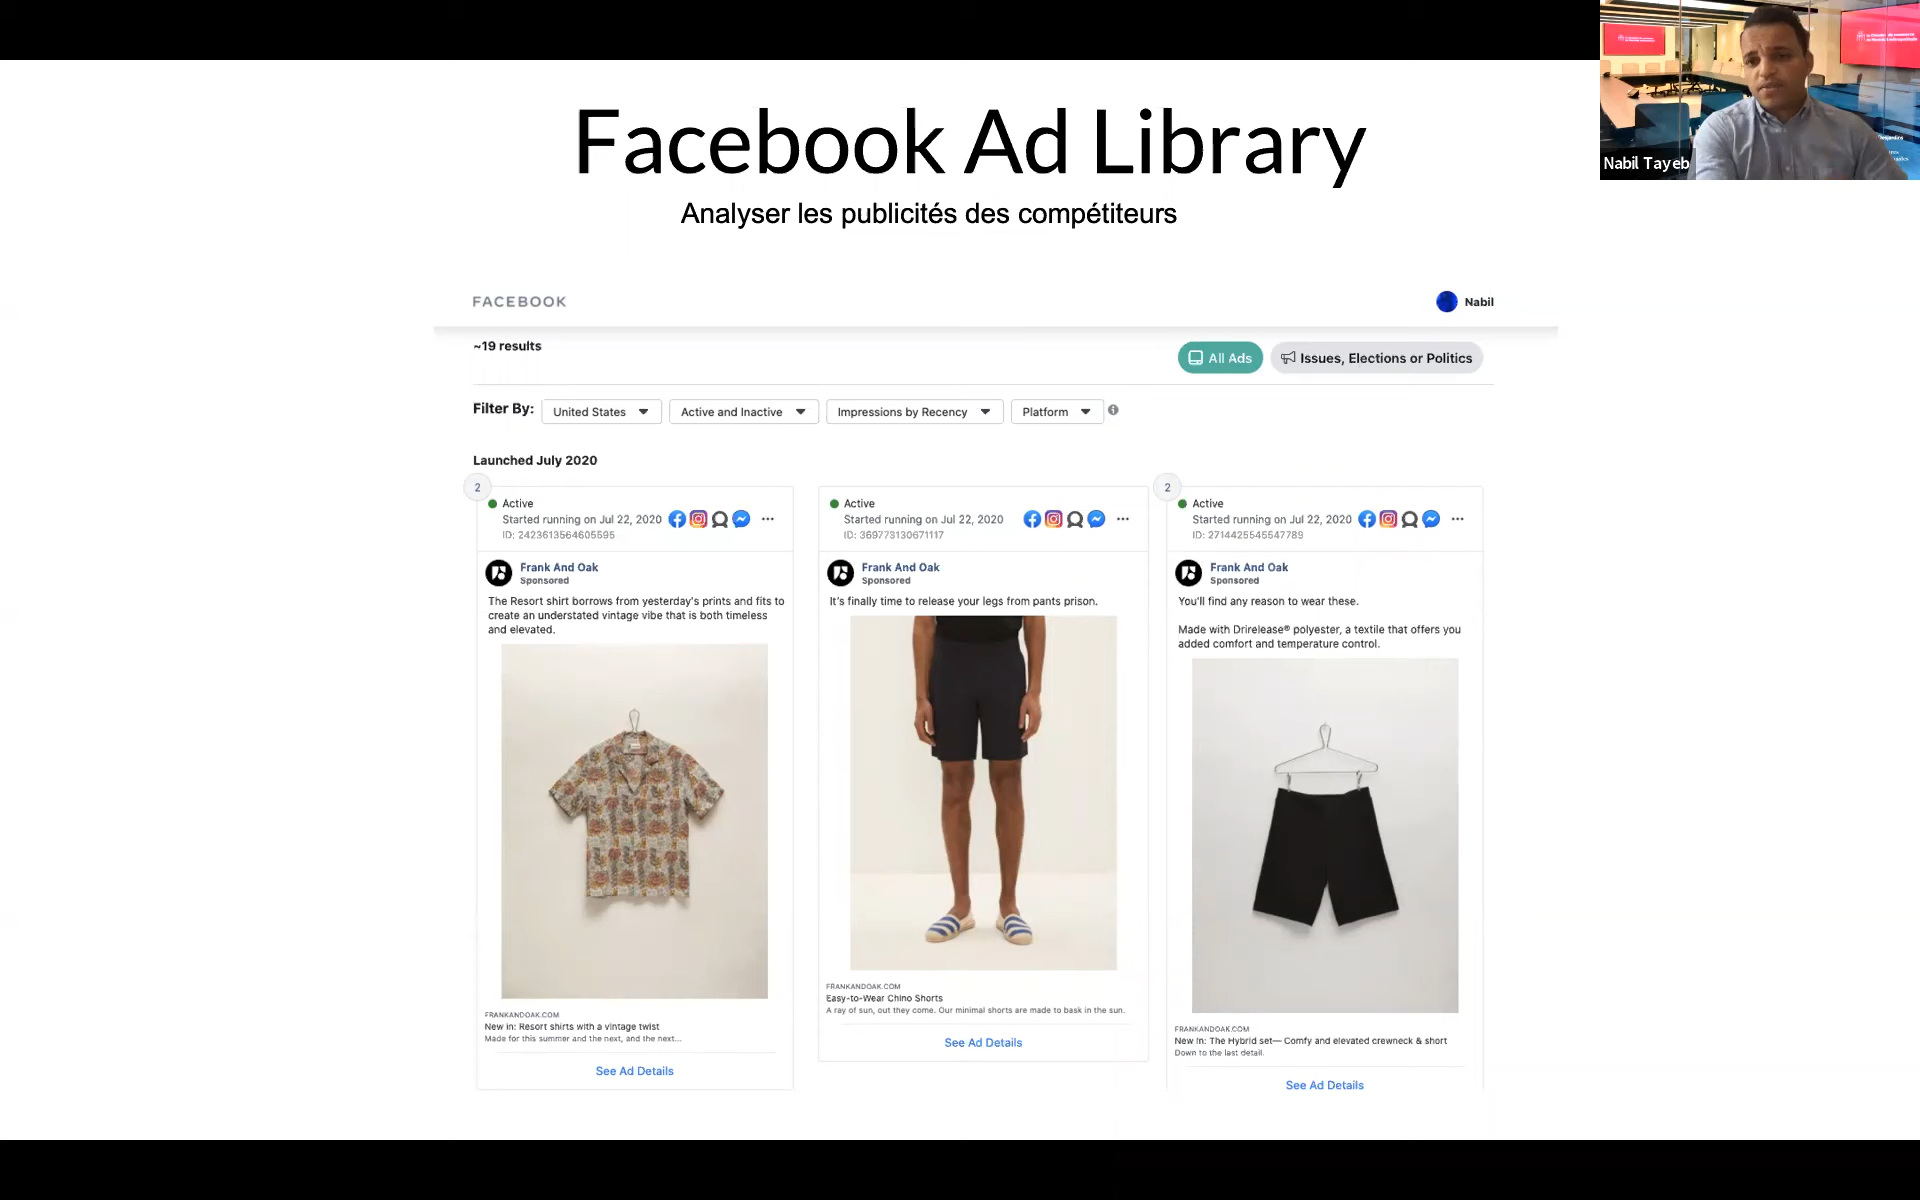 Facebook Ad Library
Analyser les publicités des compétiteurs
Nabil Tayeb
FACEBOOK
Nabil
~19 results
All Ads
Issues, Elections or Politics
Filter By:
United States
Active and Inactive
Impressions by Recency
Platform
Launched July 2020
2
Active
Started running on Jul 22, 2020
ID: 2423613564605595
Frank And Oak
Sponsored
The Resort shirt borrows from yesterday's prints and fits to
create an understated vintage vibe that is both timeless
and elevated.
FRANKANDOAK.COM
New in: Resort shirts with a vintage twist
Made for this summer and the next, and the next...
See Ad Details
Active
Started running on Jul 22, 2020
ID: 369773130671117
Frank And Oak
Sponsored
It's finally time to release your legs from pants prison.
FRANKANDOAK.COM
Easy-to-Wear Chino Shorts
A ray of sun, out they come. Our minimal shorts are made to bask in the sun.
See Ad Details
2
Active
Started running on Jul 22, 2020
ID: 2714425545547789
Frank And Oak
Sponsored
You'll find any reason to wear these.
Made with Drirelease® polyester, a textile that offers you
added comfort and temperature control.
FRANKANDOAK.COM
New in: The Hybrid set— Comfy and elevated crewneck & short
Down to the last detail.
See Ad Details